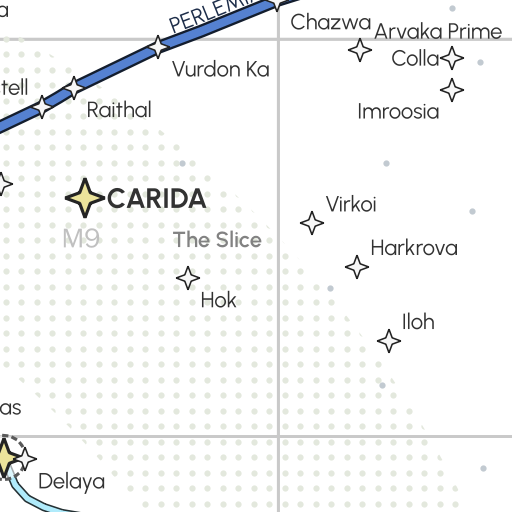 a
PERLEMI
Chazwa
Arvaka Prime
Colla
Vurdon Ka
tell
Raithal
Imroosia
CARIDA
Virkoi
M9
The Slice
Harkrova
Hok
Iloh
as
Delaya